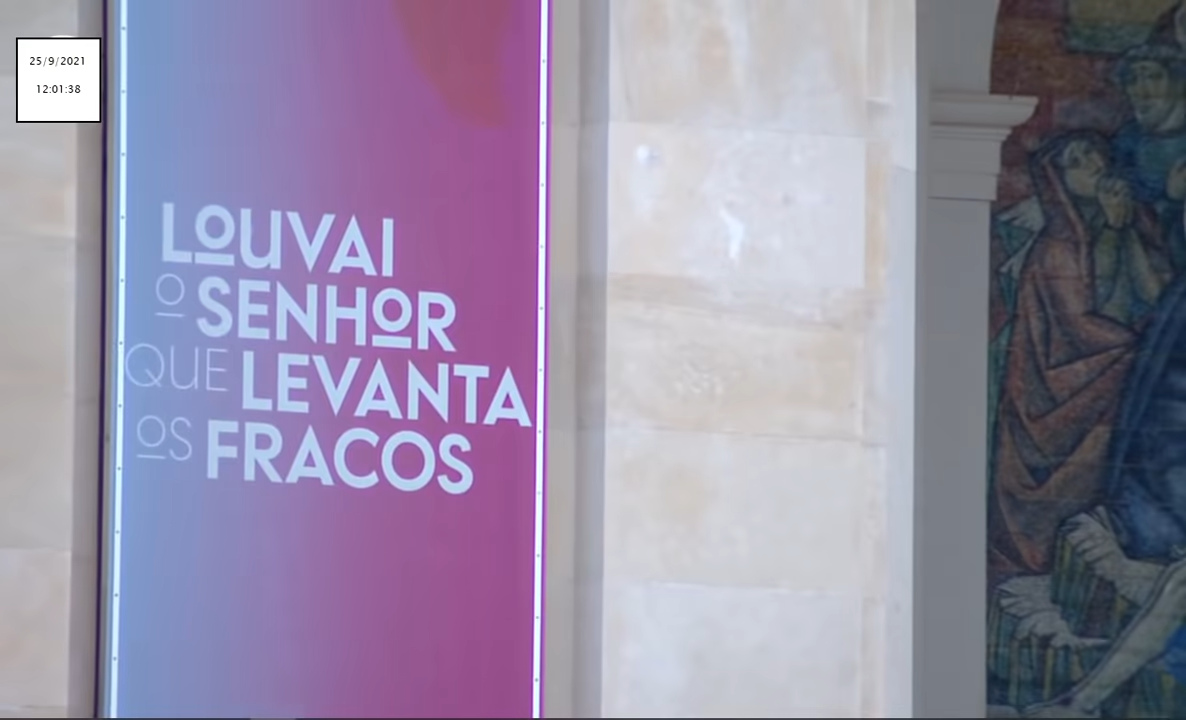 25/9/2021
12:01:38
LOUVAI
O SENHOR
QUE LEVANTA
OS FRACOS